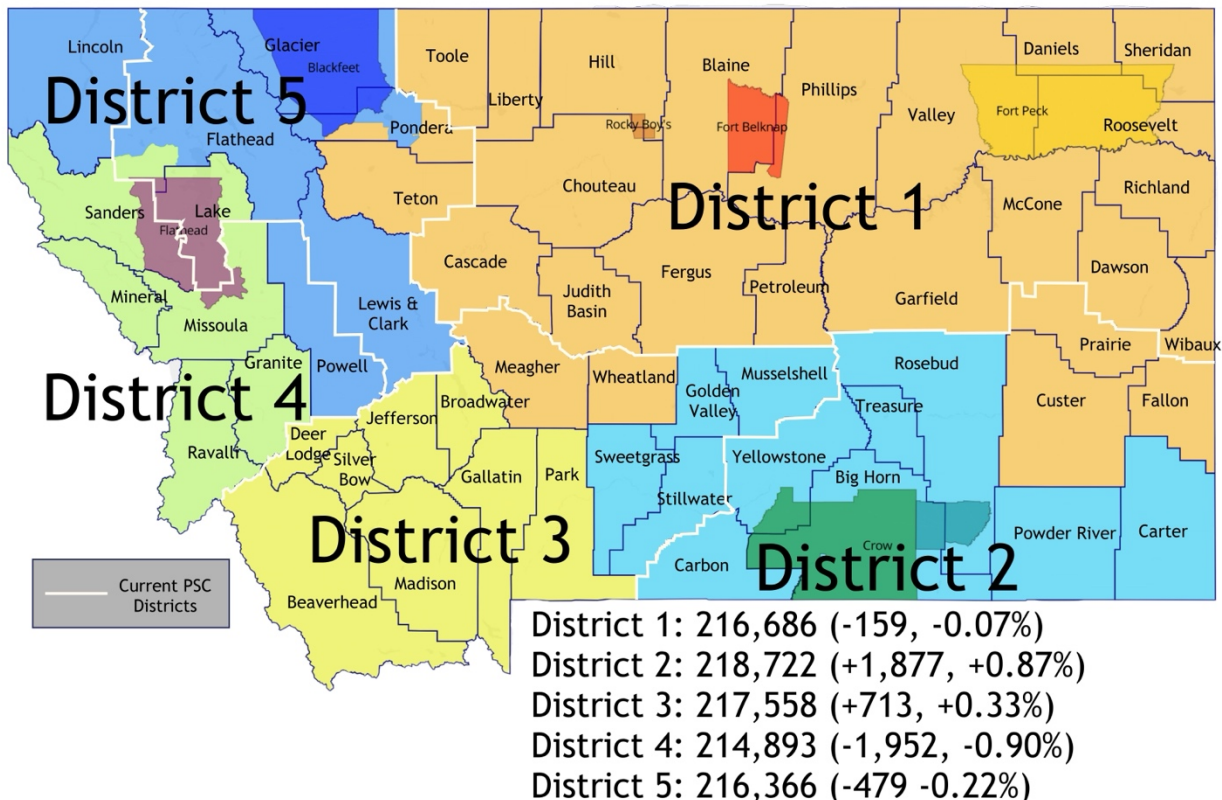 Lincoln
Glacier
Blackfeet
Toole
Hill
Liberty
Blaine
Phillips
Daniels
Sheridan
District 5
Flathead
Pondera
Rocky Boy's
Fort Belknap
Valley
Fort Peck
Roosevelt
Sanders
Lake
Flathead
Teton
Chouteau
District 1
McCone
Richland
Mineral
Missoula
Lewis &
Clark
Cascade
Judith
Basin
Fergus
Petroleum
Garfield
Dawson
District 4
Granite
Powell
Ravalli
Meagher
Wheatland
Golden
Valley
Musselshell
Rosebud
Treasure
Prairie
Wibaux
Custer
Fallon
Jefferson
Broadwater
Deer
Lodge
Silver
Bow
Gallatin
Park
Sweetgrass
Stillwater
Yellowstone
Big Horn
Crow
Carbon
Powder River
Carter
District 3
District 2
Madison
Beaverhead
Current PSC
Districts
District 1: 216,686 (-159, -0.07%)
District 2: 218,722 (+1,877, +0.87%)
District 3: 217,558 (+713, +0.33%)
District 4: 214,893 (-1,952, -0.90%)
District 5: 216,366 (-479 -0.22%)